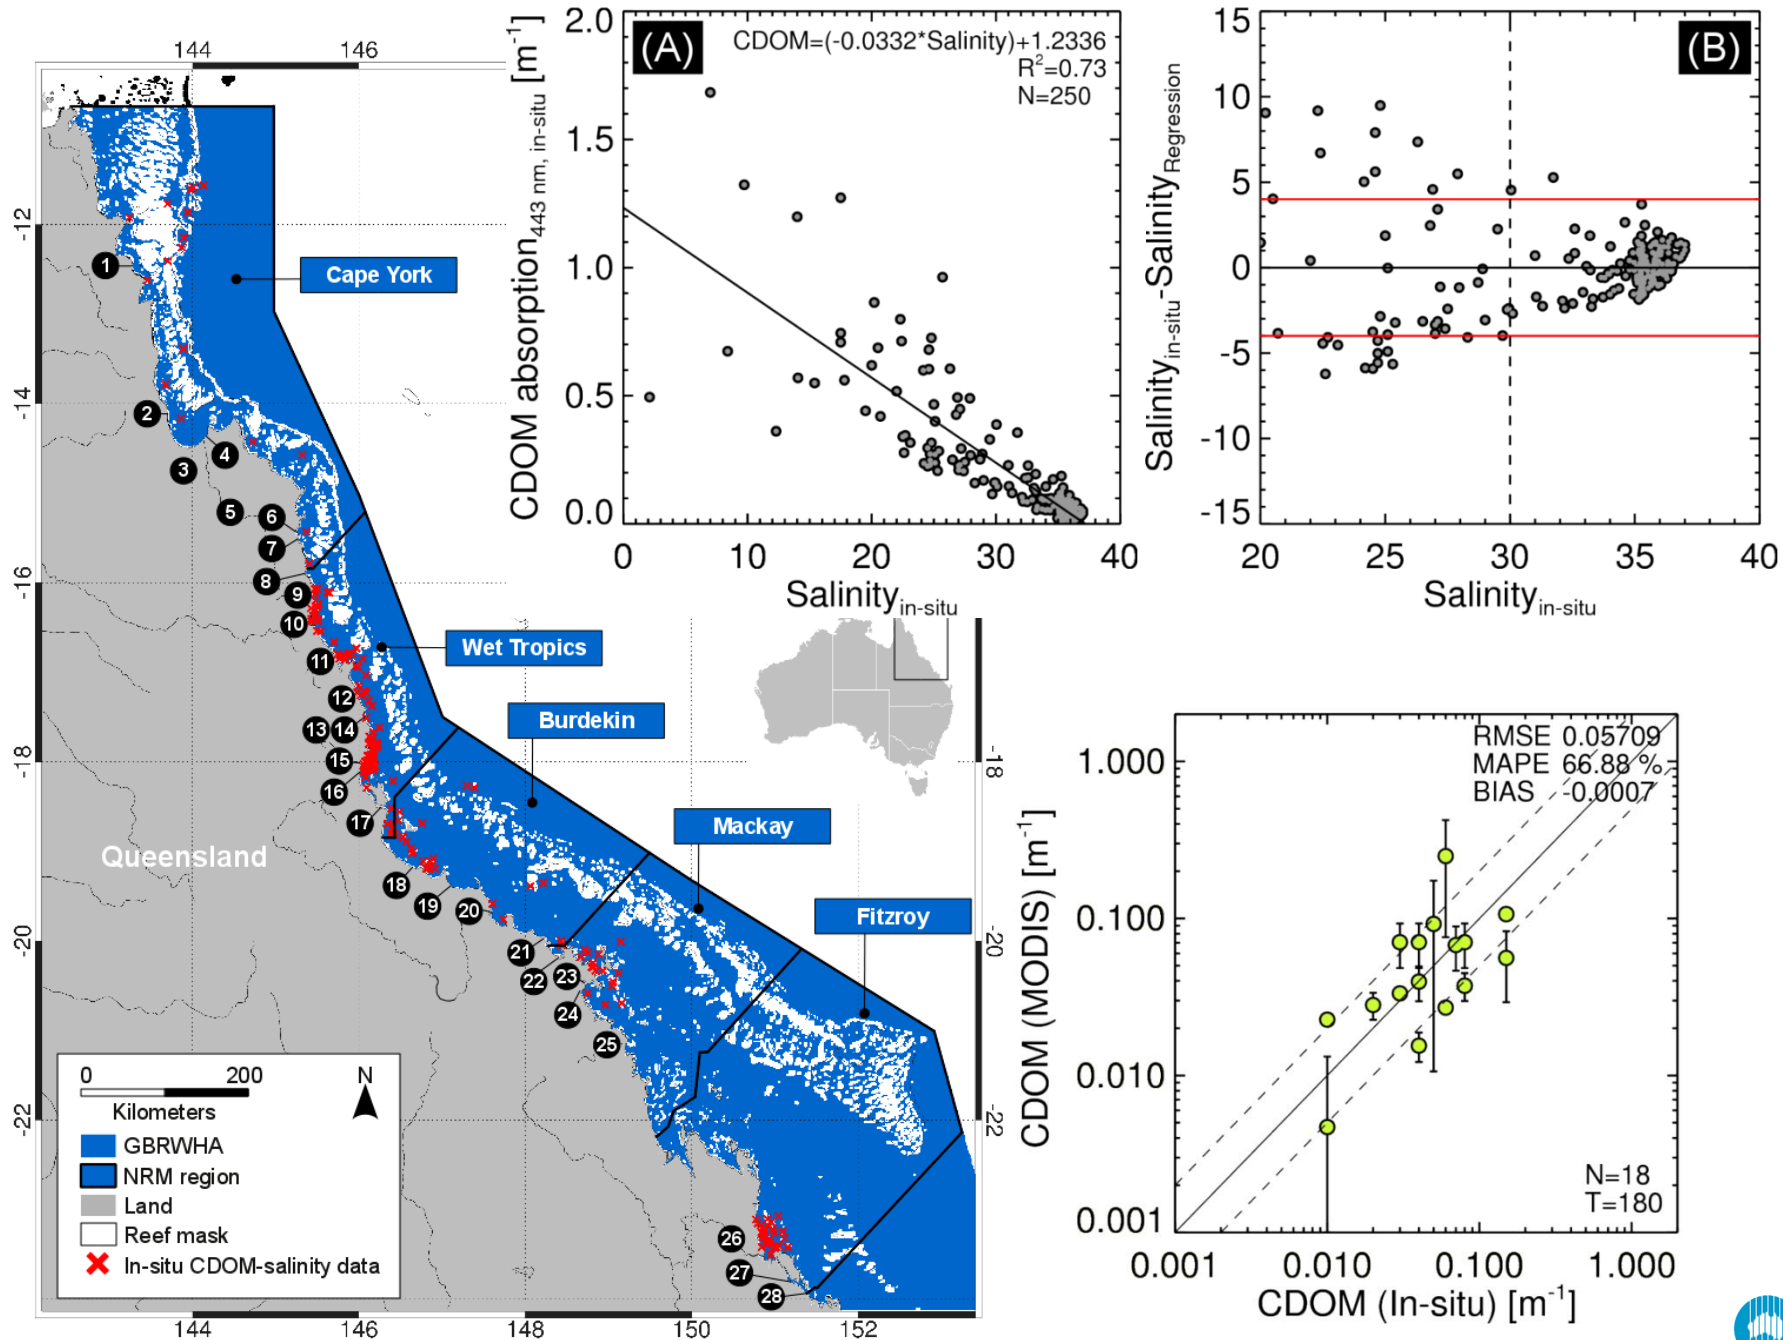 144
146
-12
-14
-16
-18
-20
-22
1
2
3
4
5
6
7
8
9
10
11
12
13
14
15
16
17
18
19
20
21
22
23
24
25
26
27
28
Cape York
Wet Tropics
Burdekin
Mackay
Fitzroy
Queensland
0 200
Kilometers
N
GBRWHA
NRM region
Land
Reef mask
In-situ CDOM-salinity data
144 146 148 150 152
-18
-20
-22
(A)
CDOM=(-0.0332*Salinity)+1.2336
R²=0.73
N=250
CDOM absorption443 nm, in-situ [m⁻¹]
2.0
1.5
1.0
0.5
0.0
0 10 20 30 40
Salinityin-situ
(B)
Salinityin-situ-SalinityRegression
15
10
5
0
-5
-10
-15
20 25 30 35 40
Salinityin-situ
RMSE 0.05709
MAPE 66.88 %
BIAS -0.0007
CDOM (MODIS) [m⁻¹]
1.000
0.100
0.010
0.001
N=18
T=180
0.001 0.010 0.100 1.000
CDOM (In-situ) [m⁻¹]